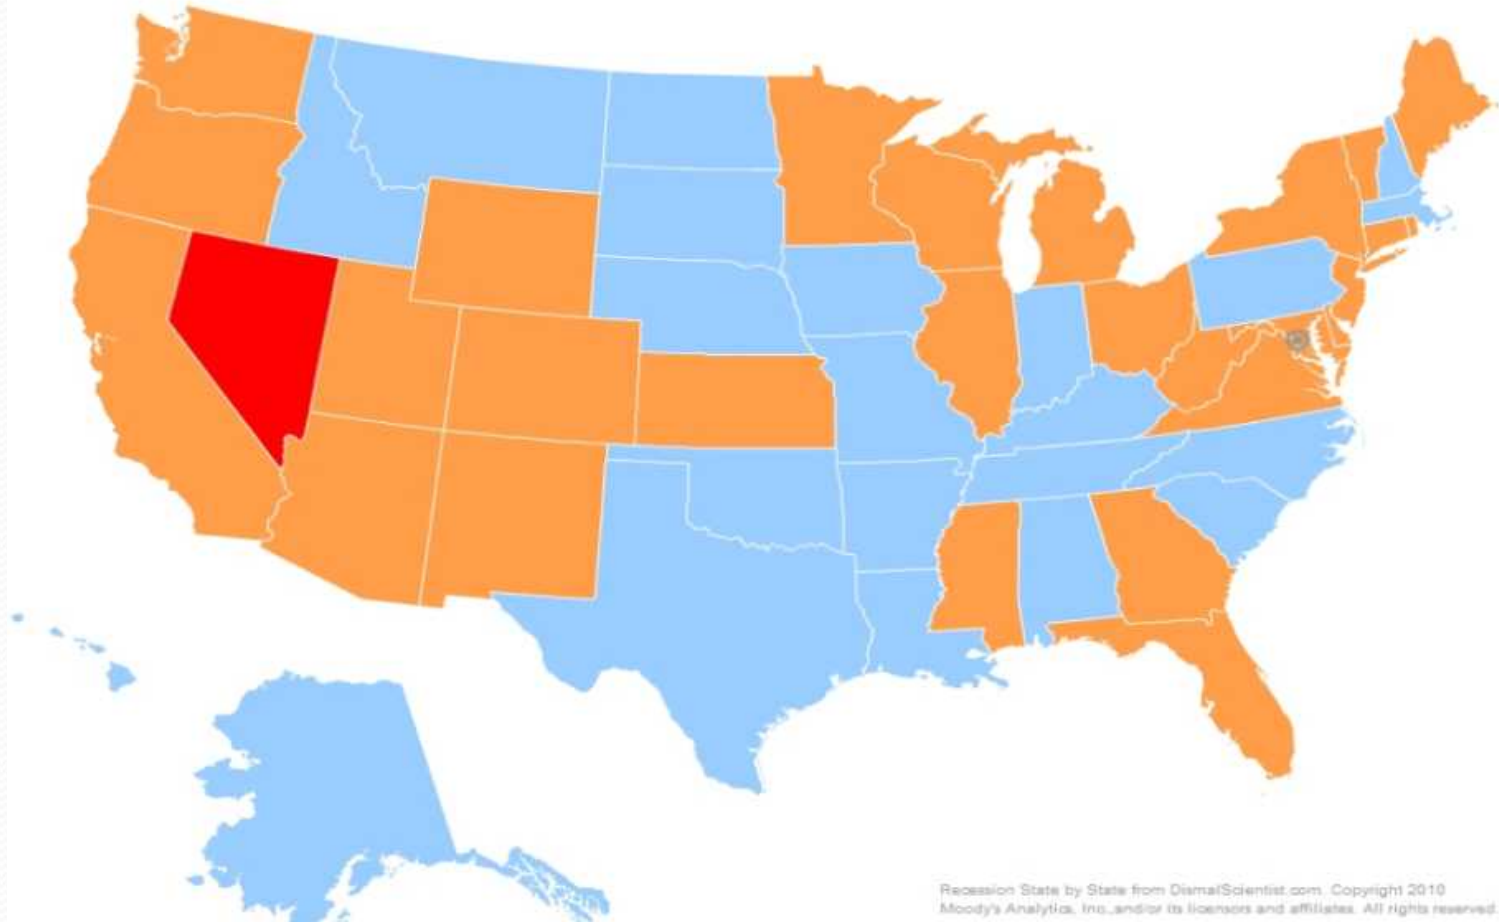 Recession State by State from DismalScientist.com. Copyright 2010
Moody's Analytics, Inc.,and/or its licensors and affiliates. All rights reserved.